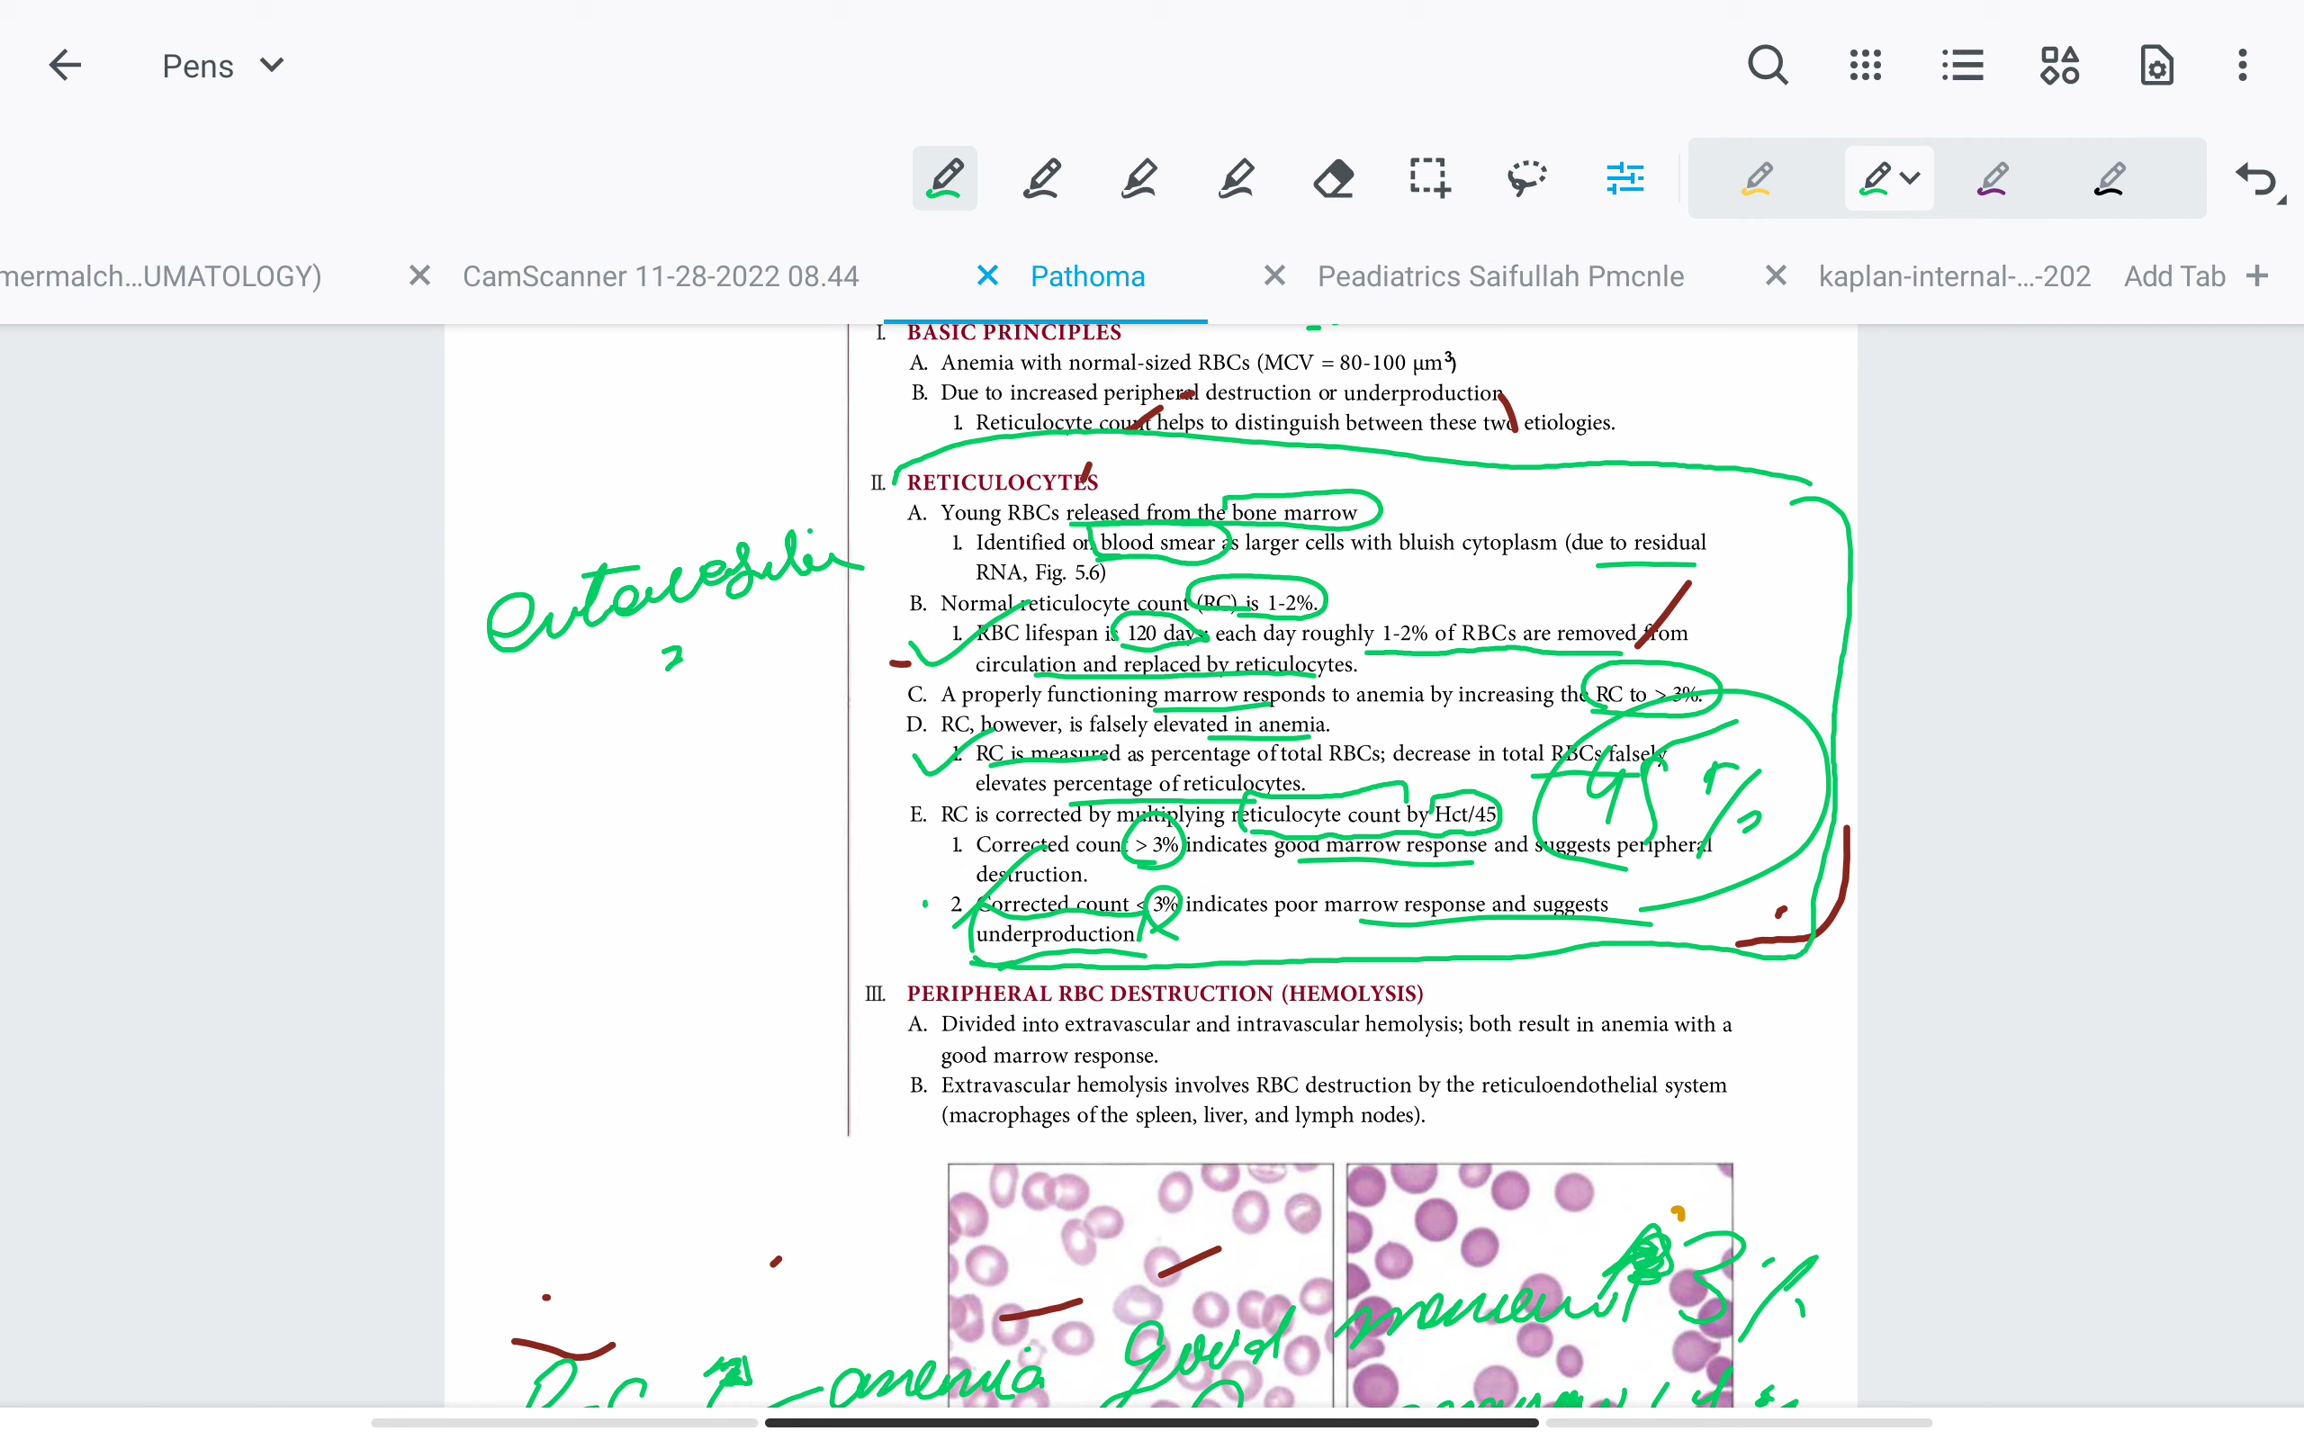 Pens
mermalch...UMATOLOGY)
CamScanner 11-28-2022 08.44
Pathoma
Peadiatrics Saifullah Pmcnle
kaplan-internal-...-202
Add Tab +
I. BASIC PRINCIPLES
A. Anemia with normal-sized RBCs (MCV = 80-100 µm³)
B. Due to increased peripheral destruction or underproduction
1. Reticulocyte count helps to distinguish between these two etiologies.
II. RETICULOCYTES
A. Young RBCs released from the bone marrow
1. Identified on blood smear as larger cells with bluish cytoplasm (due to residual
RNA, Fig. 5.6)
B. Normal reticulocyte count (RC) is 1-2%.
1. RBC lifespan is 120 days; each day roughly 1-2% of RBCs are removed from
circulation and replaced by reticulocytes.
C. A properly functioning marrow responds to anemia by increasing the RC to > 3%.
D. RC, however, is falsely elevated in anemia.
1. RC is measured as percentage of total RBCs; decrease in total RBCs falsely
elevates percentage of reticulocytes.
45
E. RC is corrected by multiplying reticulocyte count by Hct/45
1. Corrected count > 3% indicates good marrow response and suggests peripheral
destruction.
2. Corrected count < 3% indicates poor marrow response and suggests
underproduction
III. PERIPHERAL RBC DESTRUCTION (HEMOLYSIS)
A. Divided into extravascular and intravascular hemolysis; both result in anemia with a
good marrow response.
B. Extravascular hemolysis involves RBC destruction by the reticuloendothelial system
(macrophages of the spleen, liver, and lymph nodes).
3%
anemia Good